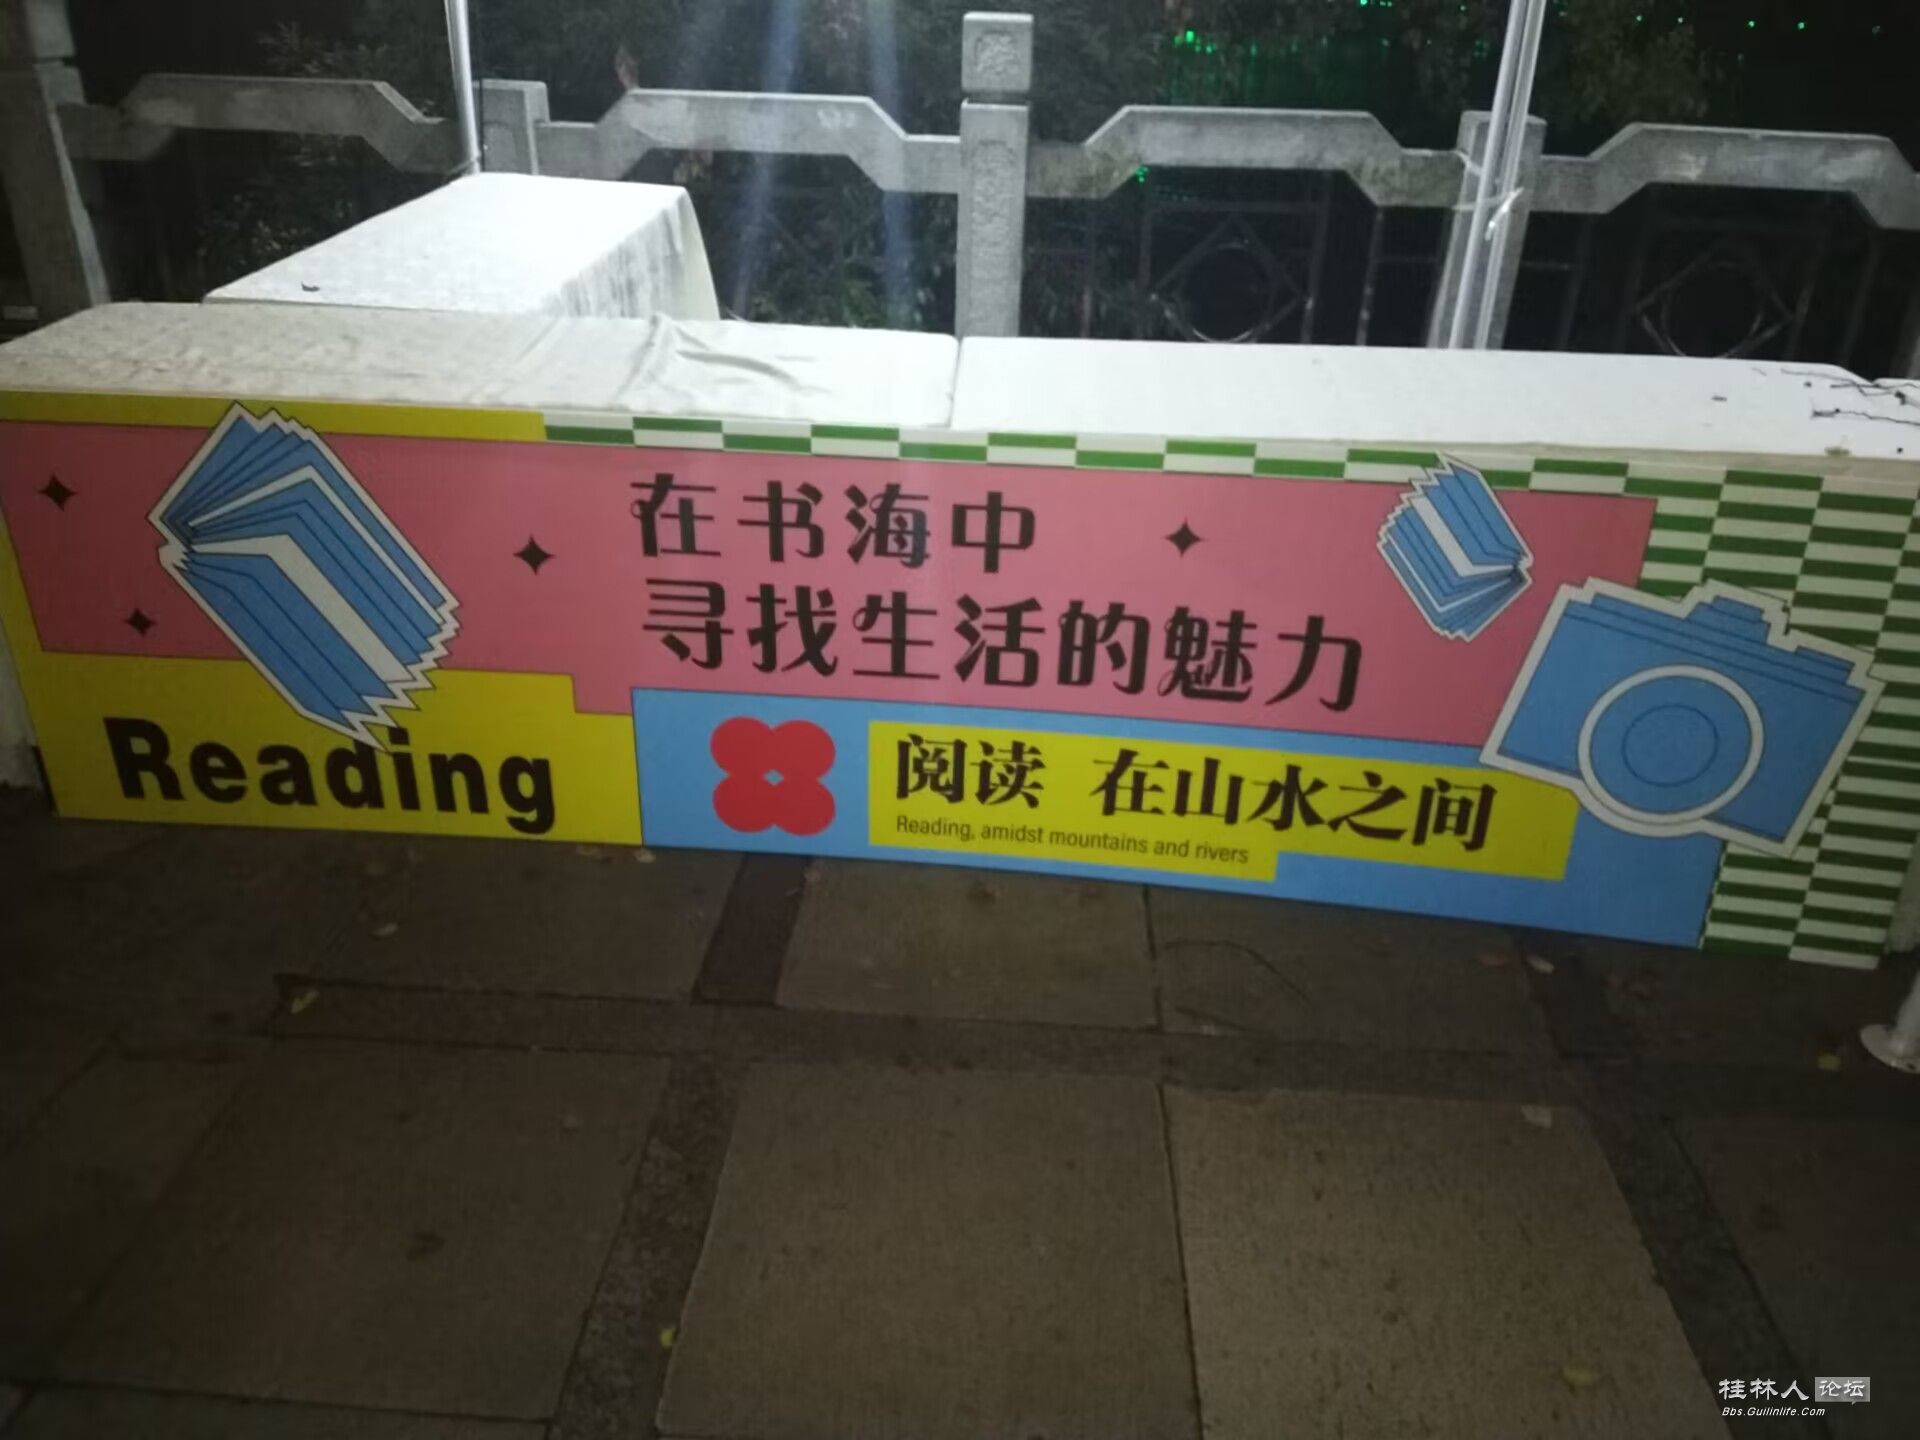 在书海中
寻找生活的魅力
Reading
阅读 在山水之间
Reading, amidst mountains and rivers
桂林人论坛
Bbs.Guilinlife.Com